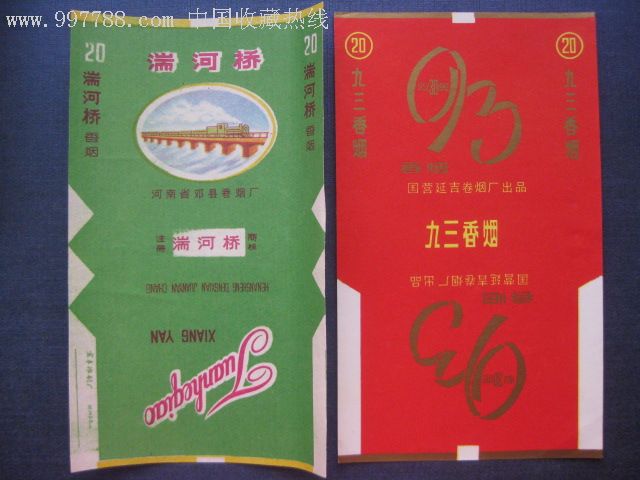 www.997788.com 中国收藏热线
20
湍河桥
香烟
湍河桥
20
湍河桥
香烟
河南省邓县卷烟厂
注册
湍河桥
商标
HENANSHENG DENGXIAN JUANYAN CHANG
XIANG YAN
Tuanheqiao
20
九三香烟
93
香烟
20
九三香烟
国营延吉卷烟厂出品
九三香烟
国营延吉卷烟厂出品
香烟
93